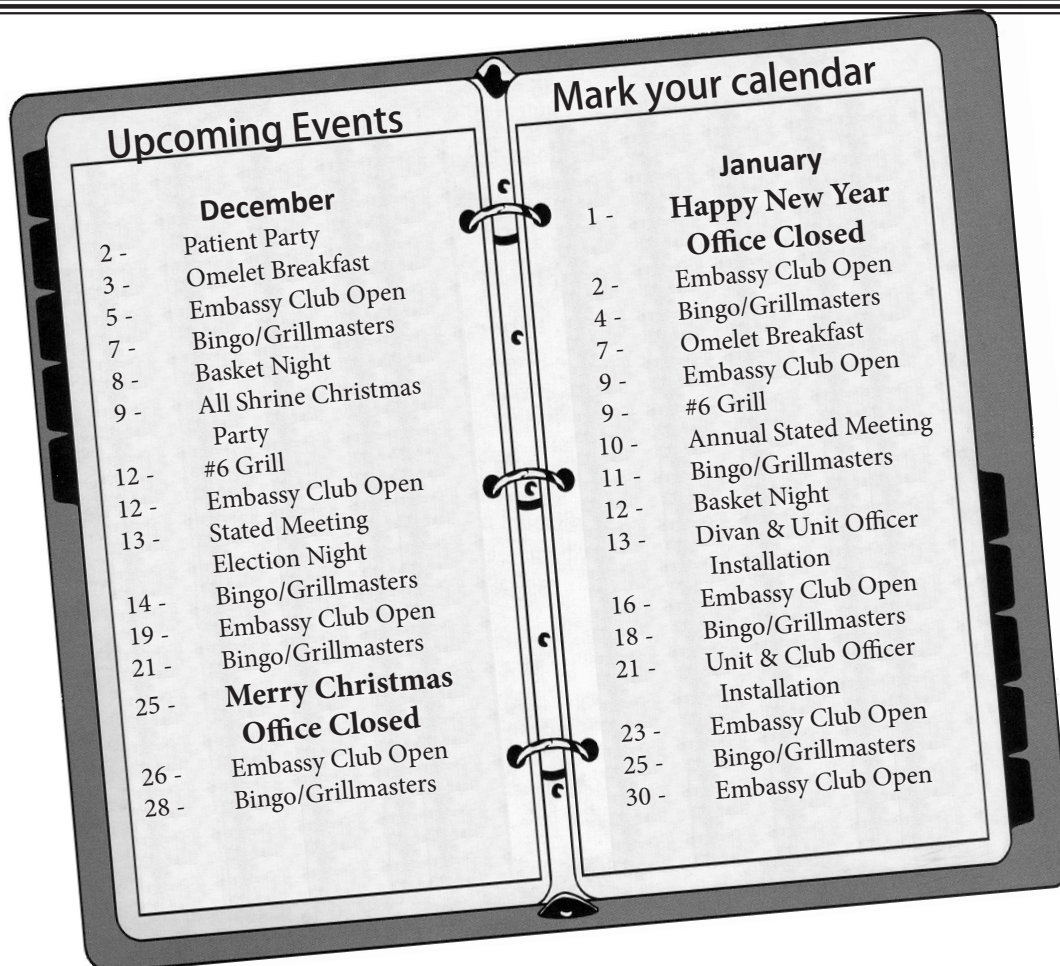 Upcoming Events
December
2 - Patient Party
3 - Omelet Breakfast
5 - Embassy Club Open
7 - Bingo/Grillmasters
8 - Basket Night
9 - All Shrine Christmas
Party
12 - #6 Grill
12 - Embassy Club Open
13 - Stated Meeting
Election Night
14 - Bingo/Grillmasters
19 - Embassy Club Open
21 - Bingo/Grillmasters
25 - Merry Christmas
Office Closed
26 - Embassy Club Open
28 - Bingo/Grillmasters
Mark your calendar
January
1 - Happy New Year
Office Closed
2 - Embassy Club Open
4 - Bingo/Grillmasters
7 - Omelet Breakfast
9 - Embassy Club Open
9 - #6 Grill
10 - Annual Stated Meeting
11 - Bingo/Grillmasters
12 - Basket Night
13 - Divan & Unit Officer
Installation
16 - Embassy Club Open
18 - Bingo/Grillmasters
21 - Unit & Club Officer
Installation
23 - Embassy Club Open
25 - Bingo/Grillmasters
30 - Embassy Club Open